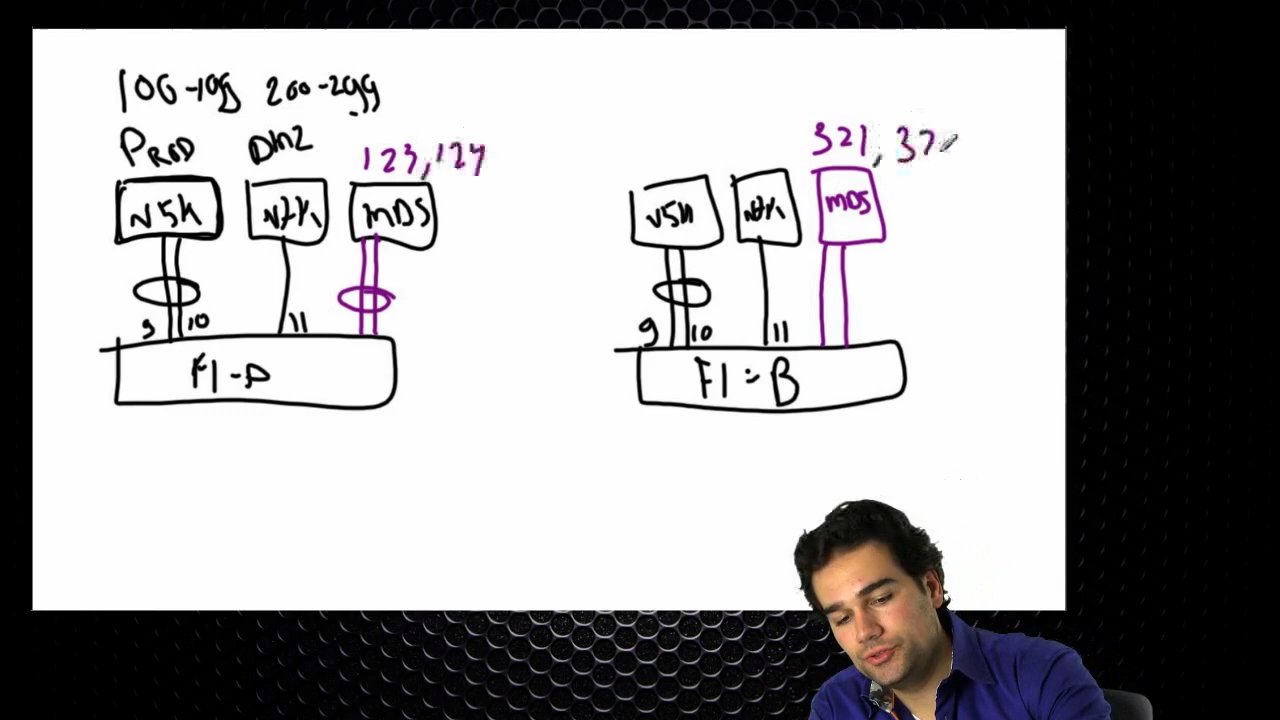 100-199 200-299
PROD DMZ 123,124 321,
N5K N7K MDS N5K N7K MDS
9 10 11 9 10 11
FI-A FI-B